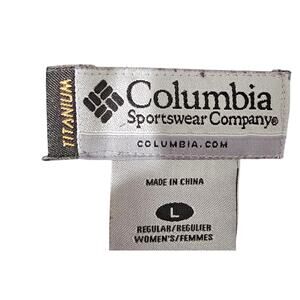 TITANIUM
Columbia
Sportswear Company®
COLUMBIA.COM
MADE IN CHINA
L
REGULAR/REGULIER
WOMEN'S/FEMMES